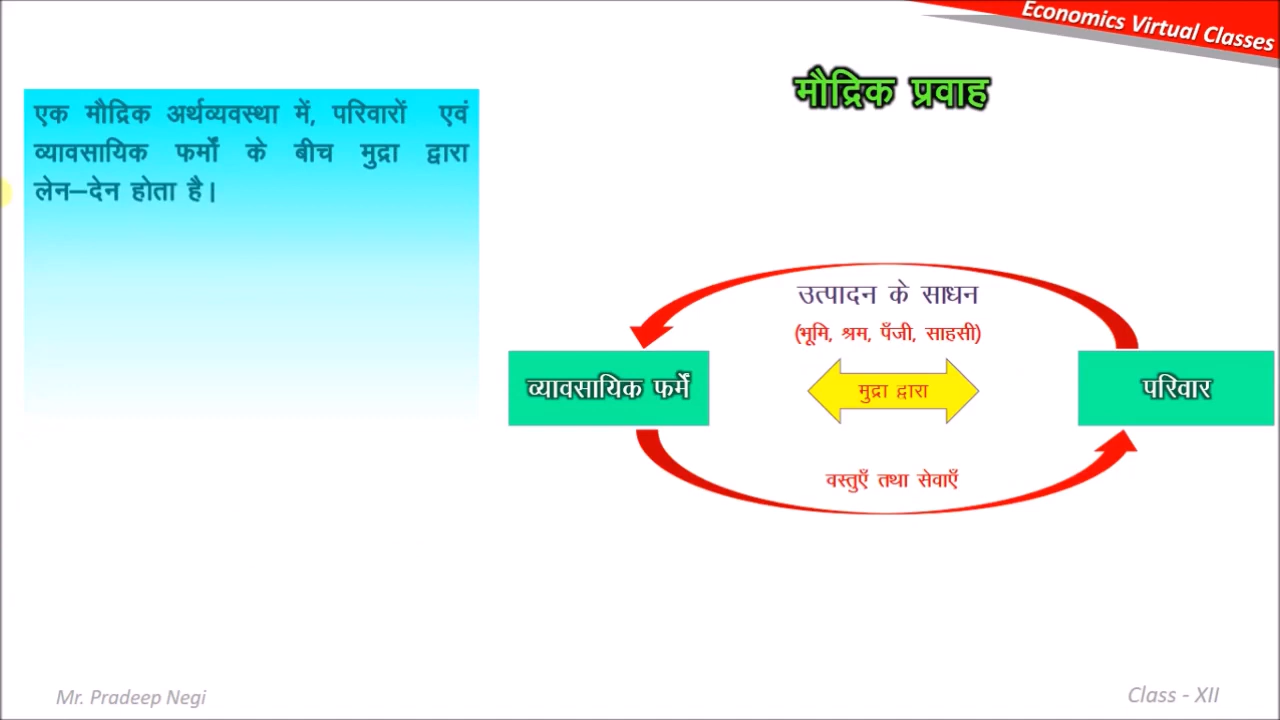 Economics Virtual Classes
मौद्रिक प्रवाह
एक मौद्रिक अर्थव्यवस्था में, परिवारों एवं
व्यावसायिक फर्मों के बीच मुद्रा द्वारा
लेन–देन होता है।
उत्पादन के साधन
(भूमि, श्रम, पँजी, साहसी)
व्यावसायिक फर्में
मुद्रा द्वारा
परिवार
वस्तुएँ तथा सेवाएँ
Mr. Pradeep Negi
Class - XII